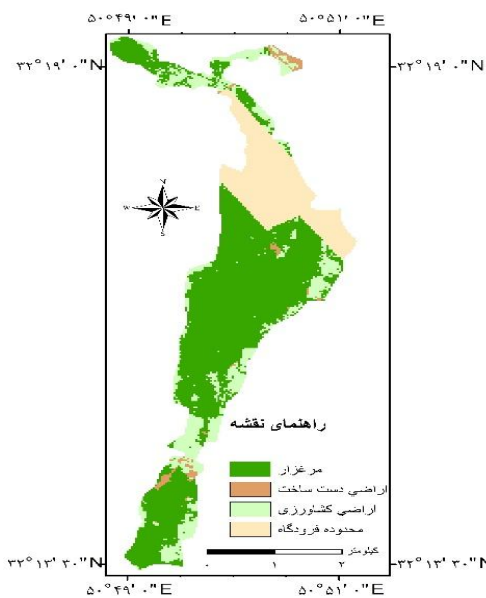 ۵۰°۴۹'۰"E ۵۰°۵۱'۰"E
۳۲°۱۹'۰"N ۳۲°۱۹'۰"N
N
W E
S
راهنمای نقشه
مرغزار
اراضی دست ساخت
اراضی کشاورزی
محدوده فرودگاه
۰ ۱ ۲ کیلومتر
۳۲°۱۳'۳۰"N ۳۲°۱۳'۳۰"N
۵۰°۴۹'۰"E ۵۰°۵۱'۰"E